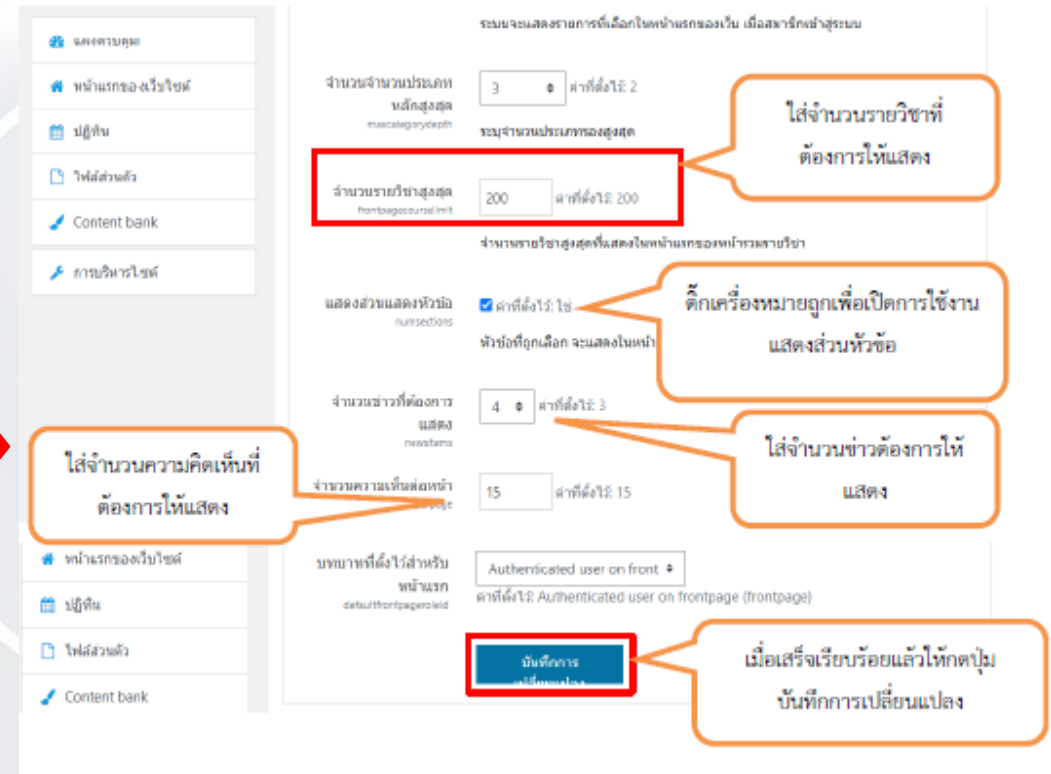 ระบบจะแสดงรายการที่เลือกในหน้าแรกของเว็บ เมื่อสมาชิกเข้าสู่ระบบ
แผงควบคุม
หน้าแรกของเว็บไซต์
ปฏิทิน
ไฟล์ส่วนตัว
Content bank
การบริหารไซต์
จำนวนจำนวนประเภท
หลักสูงสุด
maxcategorydepth
3
ค่าที่ตั้งไว้: 2
ระบุจำนวนประเภทรองสูงสุด
ใส่จำนวนรายวิชาที่
ต้องการให้แสดง
จำนวนรายวิชาสูงสุด
frontpagecourselimit
200
ค่าที่ตั้งไว้: 200
จำนวนรายวิชาสูงสุดที่แสดงในหน้าแรกของหน้ารวมรายวิชา
แสดงส่วนแสดงหัวข้อ
numsections
ค่าที่ตั้งไว้: ใช่
หัวข้อที่ถูกเลือก จะแสดงในหน้า
ติ๊กเครื่องหมายถูกเพื่อเปิดการใช้งาน
แสดงส่วนหัวข้อ
จำนวนข่าวที่ต้องการ
แสดง
newsitems
4
ค่าที่ตั้งไว้: 3
ใส่จำนวนข่าวต้องการให้
แสดง
ใส่จำนวนความคิดเห็นที่
ต้องการให้แสดง
จำนวนความเห็นต่อหน้า
page
15
ค่าที่ตั้งไว้: 15
หน้าแรกของเว็บไซต์
ปฏิทิน
ไฟล์ส่วนตัว
Content bank
บทบาทที่ตั้งไว้สำหรับ
หน้าแรก
defaultfrontpageroleid
Authenticated user on front
ค่าที่ตั้งไว้: Authenticated user on frontpage (frontpage)
บันทึกการ
เปลี่ยนแปลง
เมื่อเสร็จเรียบร้อยแล้วให้กดปุ่ม
บันทึกการเปลี่ยนแปลง